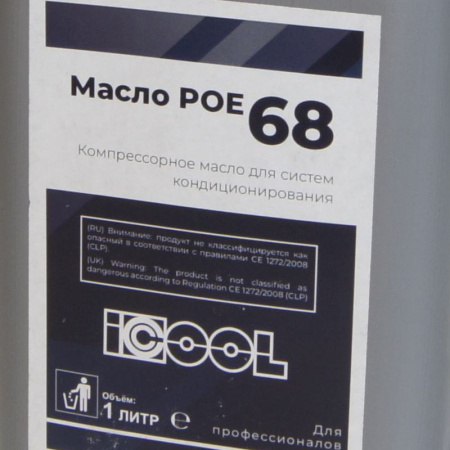 Масло POE 68
Компрессорное масло для систем
кондиционирования
(RU) Внимание: продукт не классифицируется как
опасный в соответствии с правилами CE 1272/2008
(CLP).
(UK) Warning: The product is not classified as
dangerous according to Regulation CE 1272/2008 (CLP)
ICOOL
Объём:
1 ЛИТР ℮
Для
профессионалов